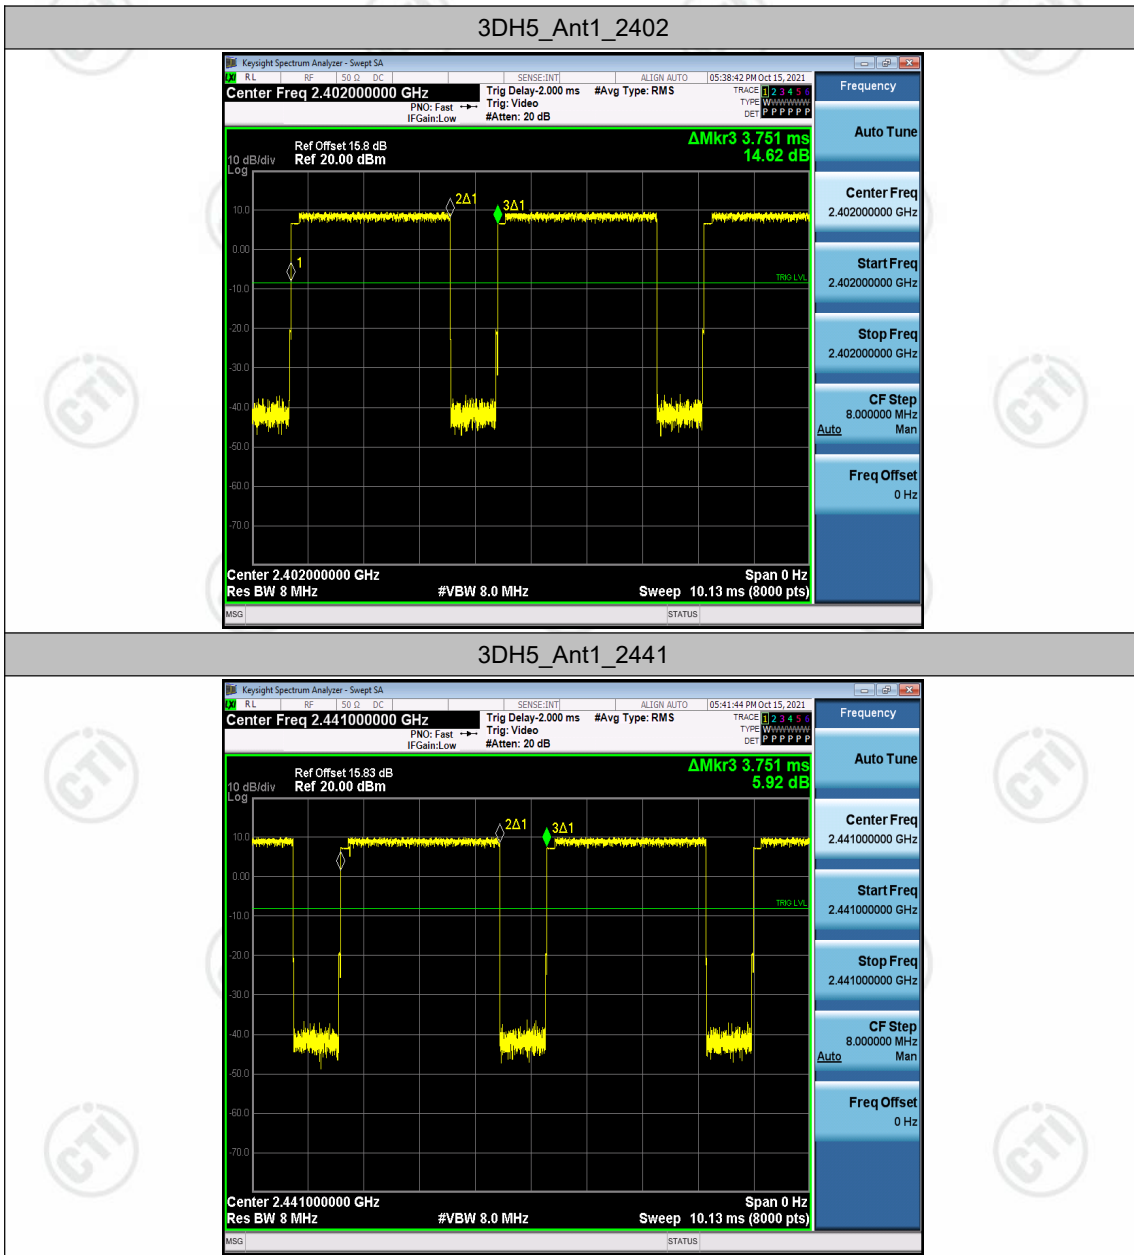 3DH5_Ant1_2402
Keysight Spectrum Analyzer - Swept SA
LXI RL RF 50 Ω DC SENSE:INT ALIGN AUTO 05:38:42 PM Oct 15, 2021
Center Freq 2.402000000 GHz
PNO: Fast
IFGain:Low
Trig Delay-2.000 ms
Trig: Video
#Atten: 20 dB
#Avg Type: RMS
TRACE 1 2 3 4 5 6
TYPE WWWWWW
DET P P P P P P
Frequency
ΔMkr3 3.751 ms
14.62 dB
Ref Offset 15.8 dB
10 dB/div Ref 20.00 dBm
Log
Auto Tune
2Δ1
3Δ1
1
10.0
0.00
TRIG LVL
-10.0
-20.0
-30.0
-40.0
-50.0
-60.0
-70.0
Center Freq
2.402000000 GHz
Start Freq
2.402000000 GHz
Stop Freq
2.402000000 GHz
CF Step
8.000000 MHz
Auto Man
Freq Offset
0 Hz
Center 2.402000000 GHz Span 0 Hz
Res BW 8 MHz #VBW 8.0 MHz Sweep 10.13 ms (8000 pts)
MSG STATUS
3DH5_Ant1_2441
Keysight Spectrum Analyzer - Swept SA
LXI RL RF 50 Ω DC SENSE:INT ALIGN AUTO 05:41:44 PM Oct 15, 2021
Center Freq 2.441000000 GHz
PNO: Fast
IFGain:Low
Trig Delay-2.000 ms
Trig: Video
#Atten: 20 dB
#Avg Type: RMS
TRACE 1 2 3 4 5 6
TYPE WWWWWW
DET P P P P P P
Frequency
ΔMkr3 3.751 ms
5.92 dB
Ref Offset 15.83 dB
10 dB/div Ref 20.00 dBm
Log
Auto Tune
2Δ1
3Δ1
1
10.0
0.00
TRIG LVL
-10.0
-20.0
-30.0
-40.0
-50.0
-60.0
-70.0
Center Freq
2.441000000 GHz
Start Freq
2.441000000 GHz
Stop Freq
2.441000000 GHz
CF Step
8.000000 MHz
Auto Man
Freq Offset
0 Hz
Center 2.441000000 GHz Span 0 Hz
Res BW 8 MHz #VBW 8.0 MHz Sweep 10.13 ms (8000 pts)
MSG STATUS
CTI
CTI
CTI
CTI
CTI
CTI